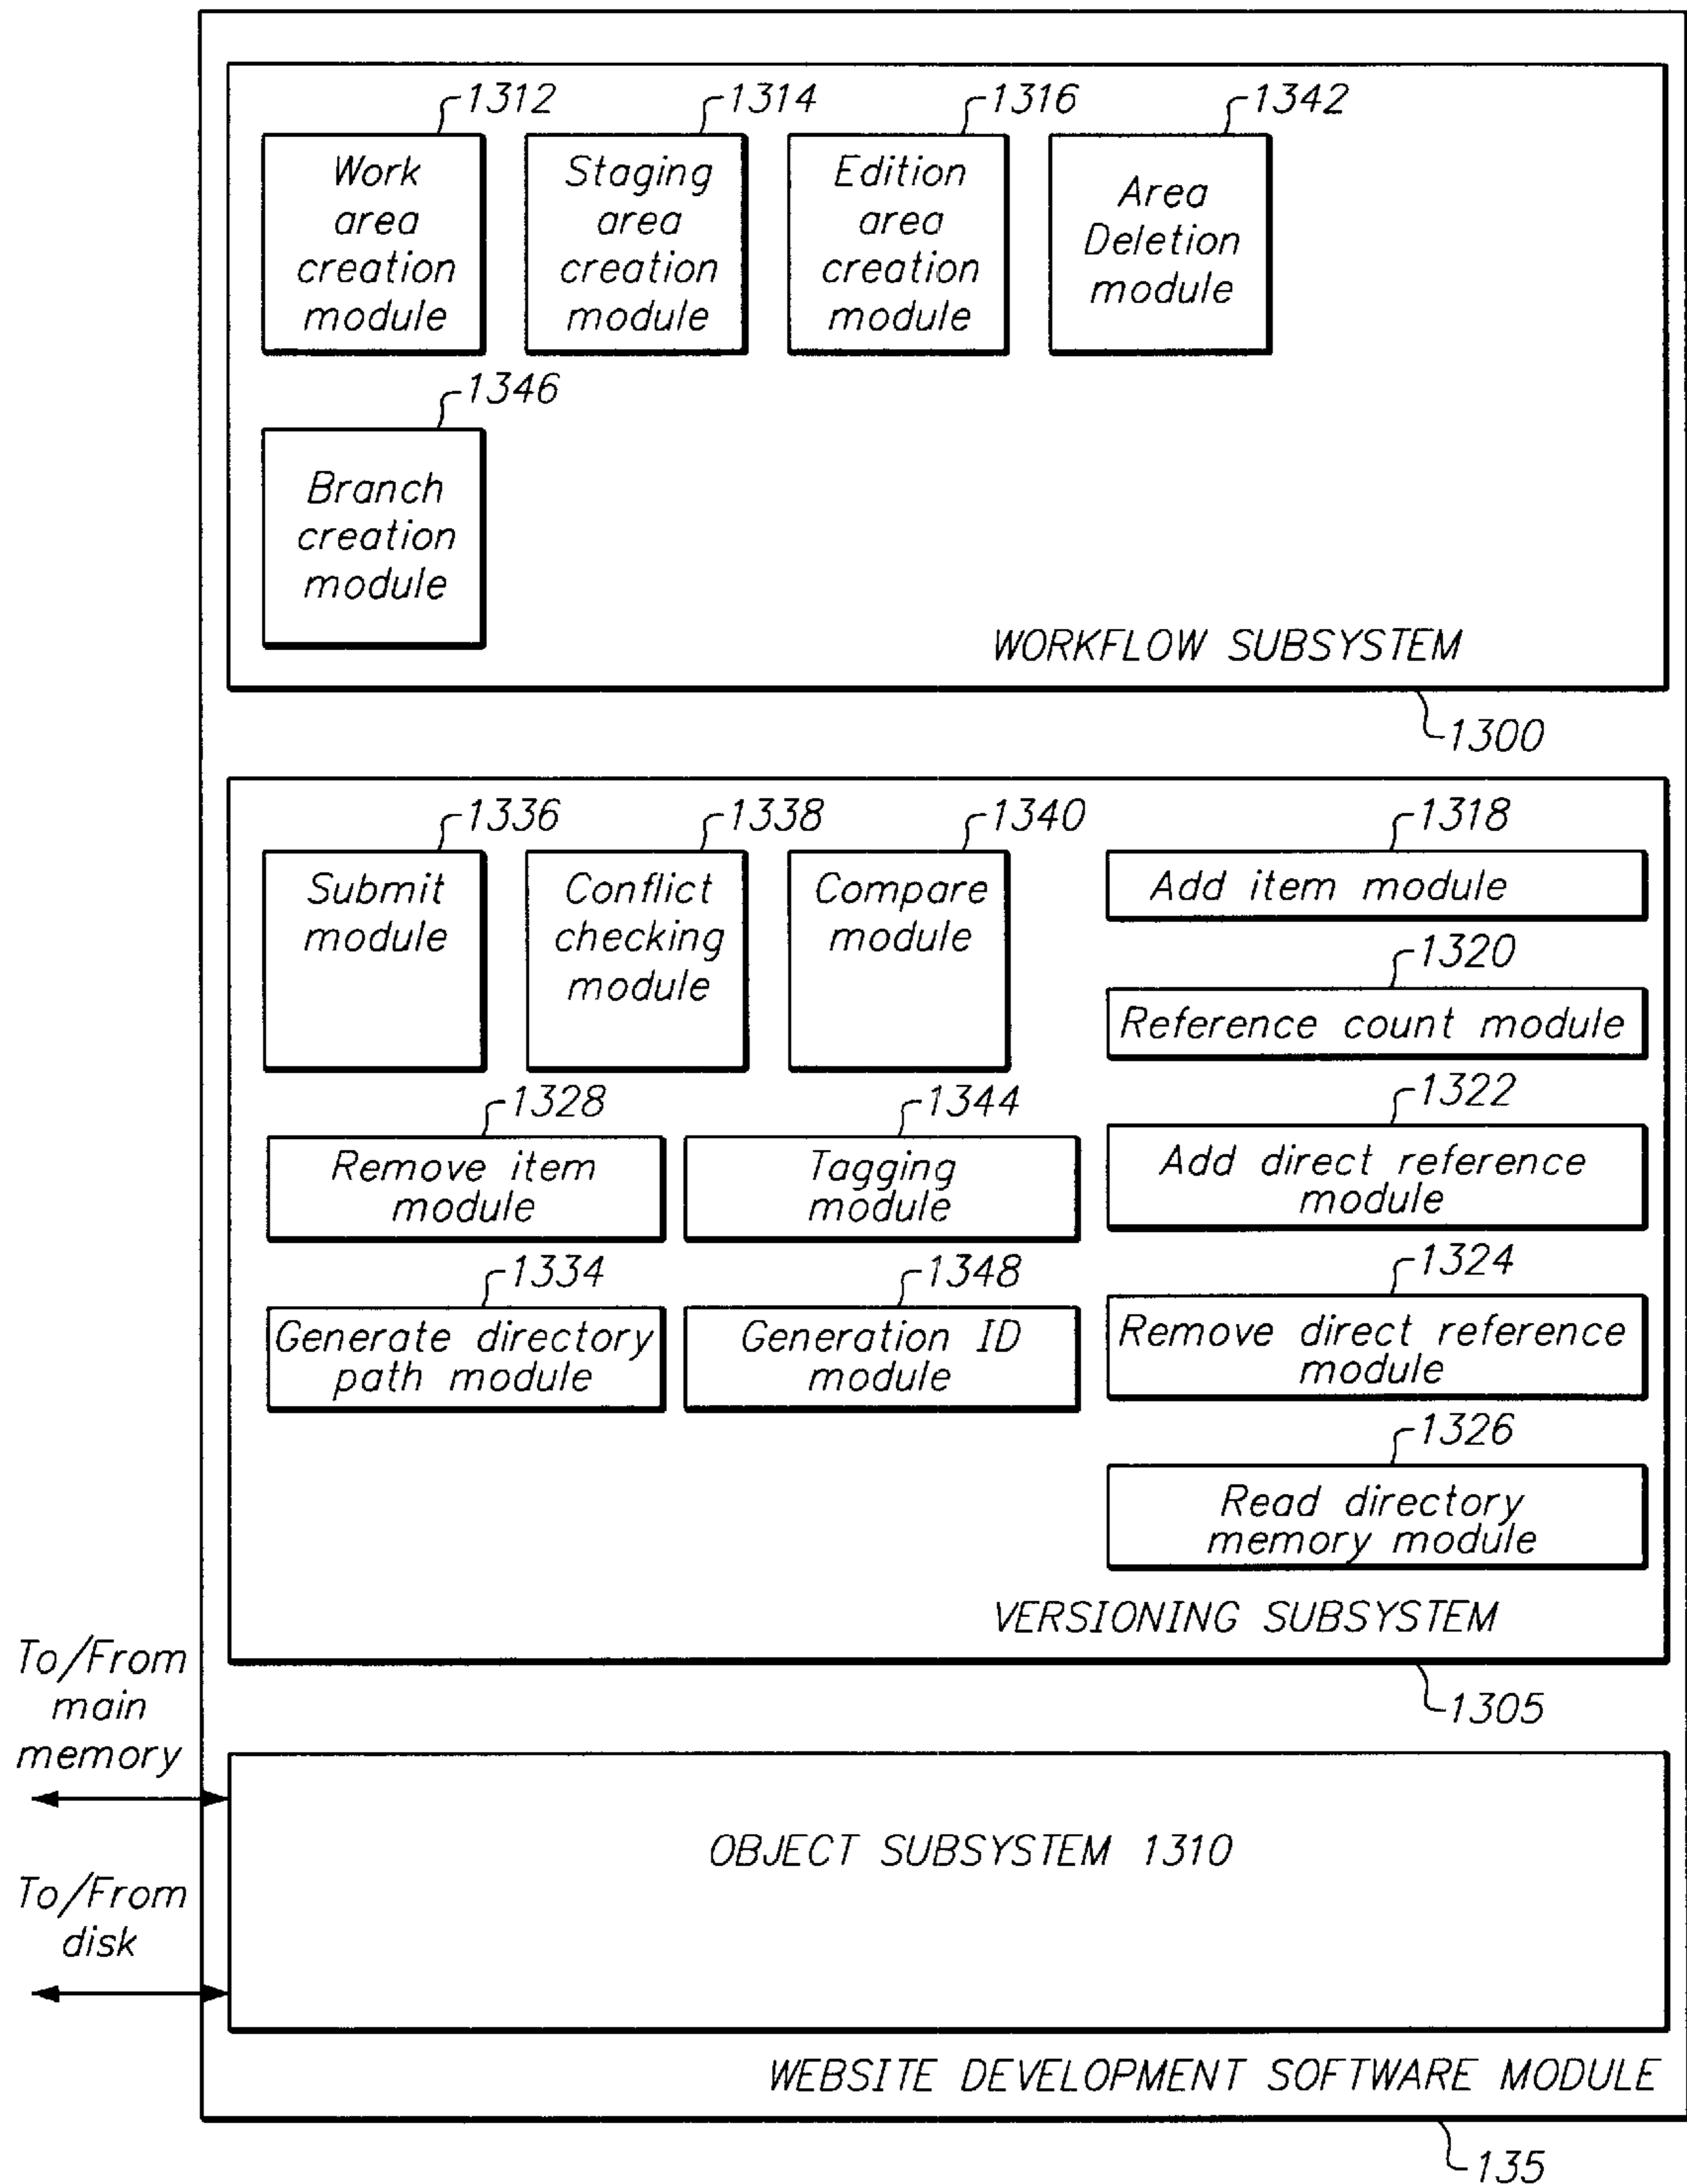 1312
Work
area
creation
module
1314
Staging
area
creation
module
1316
Edition
area
creation
module
1342
Area
Deletion
module
1346
Branch
creation
module
WORKFLOW SUBSYSTEM
1300
1336
Submit
module
1338
Conflict
checking
module
1340
Compare
module
1318
Add item module
1320
Reference count module
1328
Remove item
module
1344
Tagging
module
1322
Add direct reference
module
1334
Generate directory
path module
1348
Generation ID
module
1324
Remove direct reference
module
1326
Read directory
memory module
VERSIONING SUBSYSTEM
1305
To/From
main
memory
To/From
disk
OBJECT SUBSYSTEM 1310
WEBSITE DEVELOPMENT SOFTWARE MODULE
135